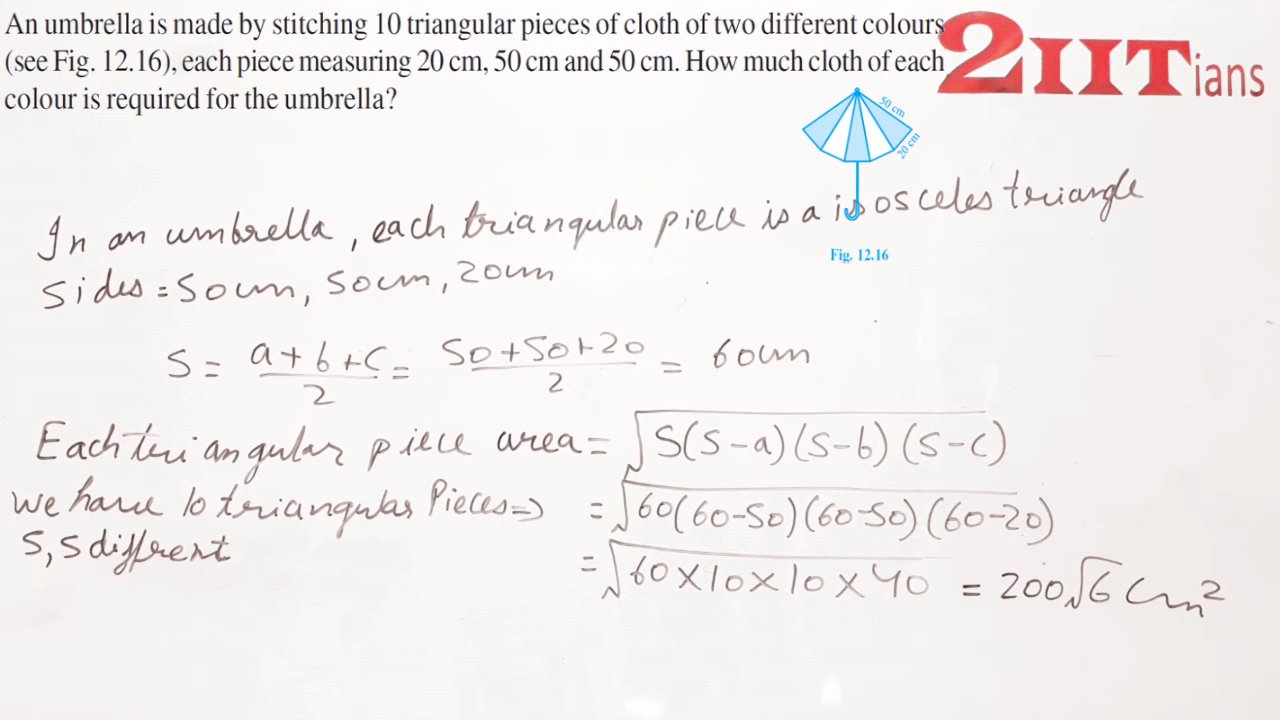 An umbrella is made by stitching 10 triangular pieces of cloth of two different colours
(see Fig. 12.16), each piece measuring 20 cm, 50 cm and 50 cm. How much cloth of each
colour is required for the umbrella?
2IITians
50 cm
20 cm
Fig. 12.16
In an umbrella, each triangular piece is a isosceles triangle
Sides = 50cm, 50cm, 20cm
S = a+b+c/2 = 50+50+20/2 = 60cm
Each triangular piece area = √S(S-a)(S-b)(S-c)
we have 10 triangular Pieces ⇒ = √60(60-50)(60-50)(60-20)
5, 5 diffrent
= √60×10×10×40 = 200√6 cm²